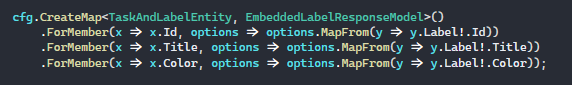 cfg.CreateMap<TaskAndLabelEntity, EmbeddedLabelResponseModel>()
    .ForMember(x => x.Id, options => options.MapFrom(y => y.Label!.Id))
    .ForMember(x => x.Title, options => options.MapFrom(y => y.Label!.Title))
    .ForMember(x => x.Color, options => options.MapFrom(y => y.Label!.Color));